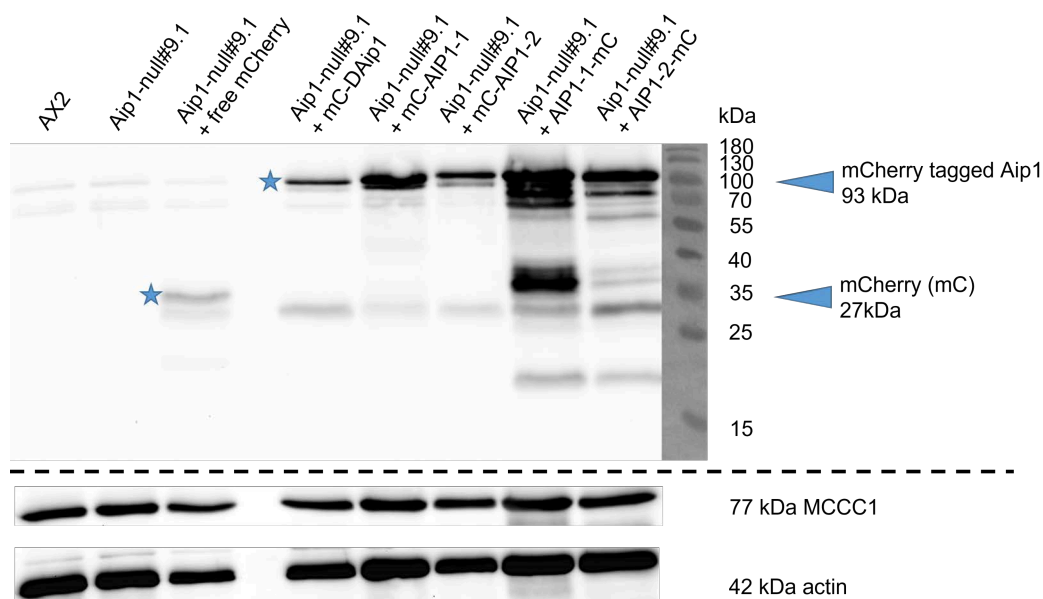 AX2
Aip1-null#9.1
Aip1-null#9.1
+ free mCherry
Aip1-null#9.1
+ mC-DAip1
Aip1-null#9.1
+ mC-AIP1-1
Aip1-null#9.1
+ mC-AIP1-2
Aip1-null#9.1
+ AIP1-1-mC
Aip1-null#9.1
+ AIP1-2-mC
kDa
180
130
100
70
55
40
35
25
15
mCherry tagged Aip1
93 kDa
mCherry (mC)
27kDa
77 kDa MCCC1
42 kDa actin